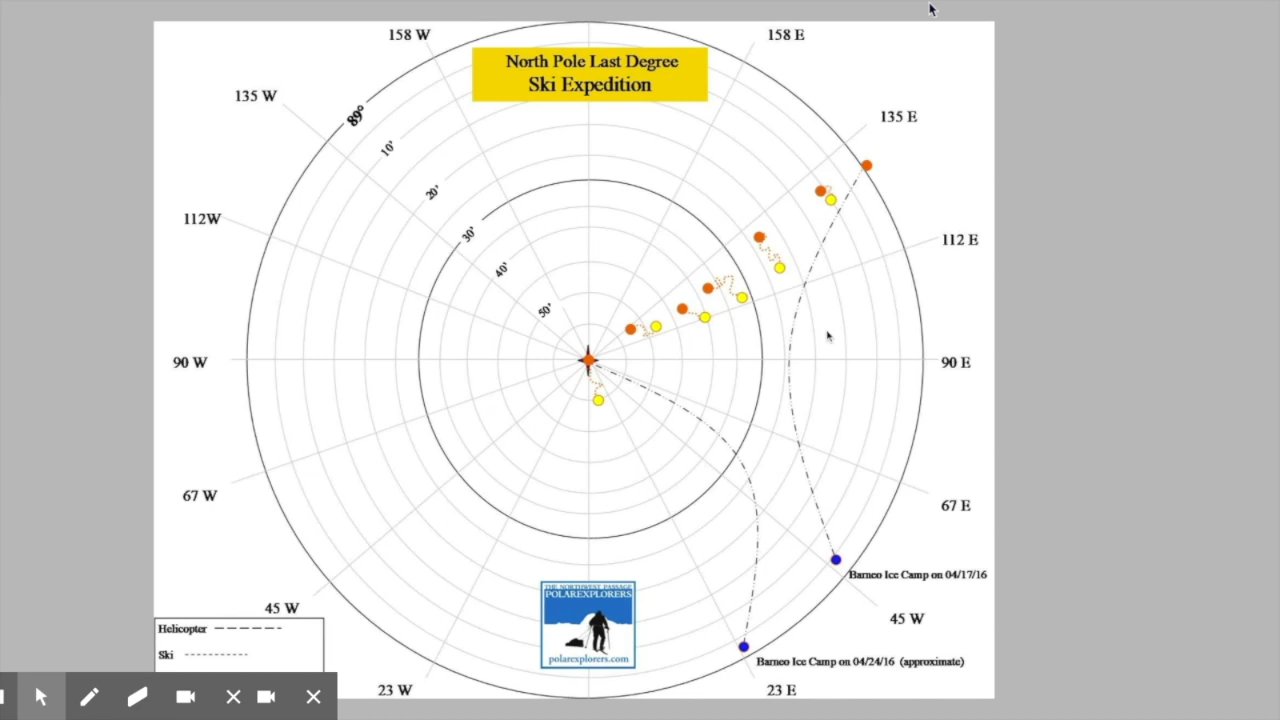 158 W
158 E
North Pole Last Degree
Ski Expedition
135 W
89°
135 E
10'
20'
112W
30'
112 E
40'
50'
90 W
90 E
67 W
67 E
Barneo Ice Camp on 04/17/16
THE NORTHWEST PASSAGE
POLAREXPLORERS
polarexplorers.com
45 W
45 W
Helicopter
Ski
Barneo Ice Camp on 04/24/16 (approximate)
23 W
23 E